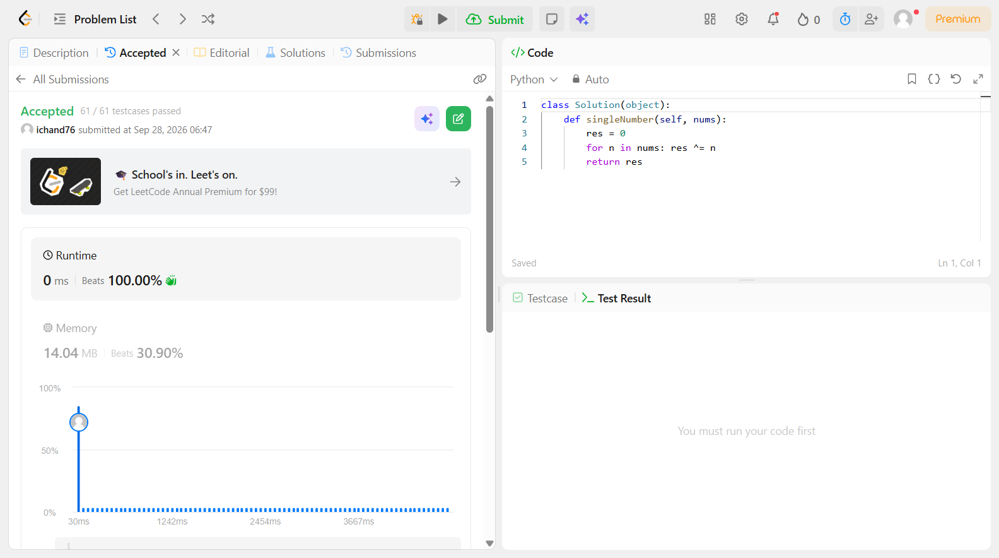 Problem List
Submit
0
Premium
Description
Accepted
Editorial
Solutions
Submissions
All Submissions
Accepted 61 / 61 testcases passed
ichand76 submitted at Sep 28, 2026 06:47
School's in. Leet's on.
Get LeetCode Annual Premium for $99!
Runtime
0 ms Beats 100.00%
Memory
14.04 MB Beats 30.90%
100%
50%
0%
30ms 1242ms 2454ms 3667ms
</> Code
Python Auto
1 class Solution(object):
2 def singleNumber(self, nums):
3 res = 0
4 for n in nums: res ^= n
5 return res
Saved Ln 1, Col 1
Testcase
Test Result
You must run your code first